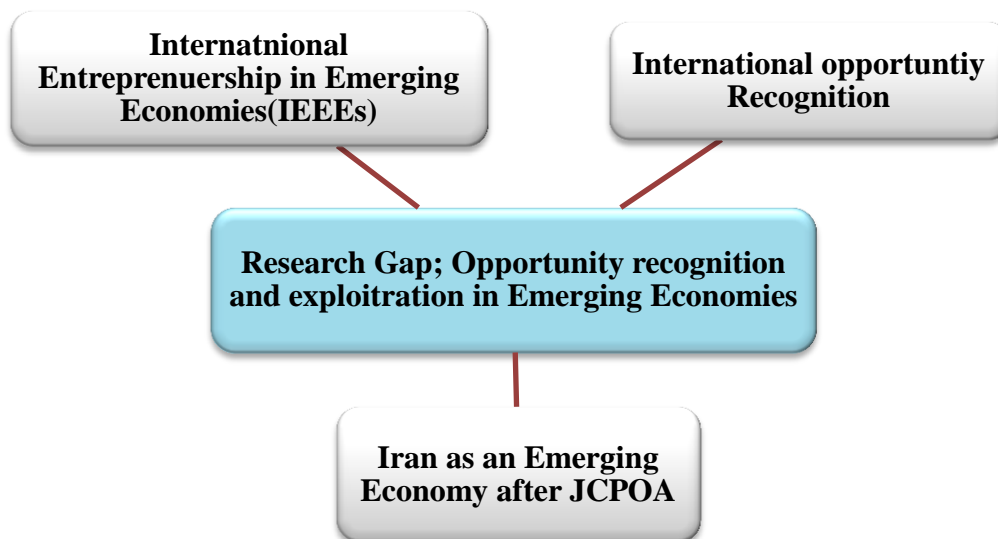 Internatnional
Entreprenuership in Emerging
Economies(IEEEs)
International opportuntiy
Recognition
Research Gap; Opportunity recognition
and exploitration in Emerging Economies
Iran as an Emerging
Economy after JCPOA